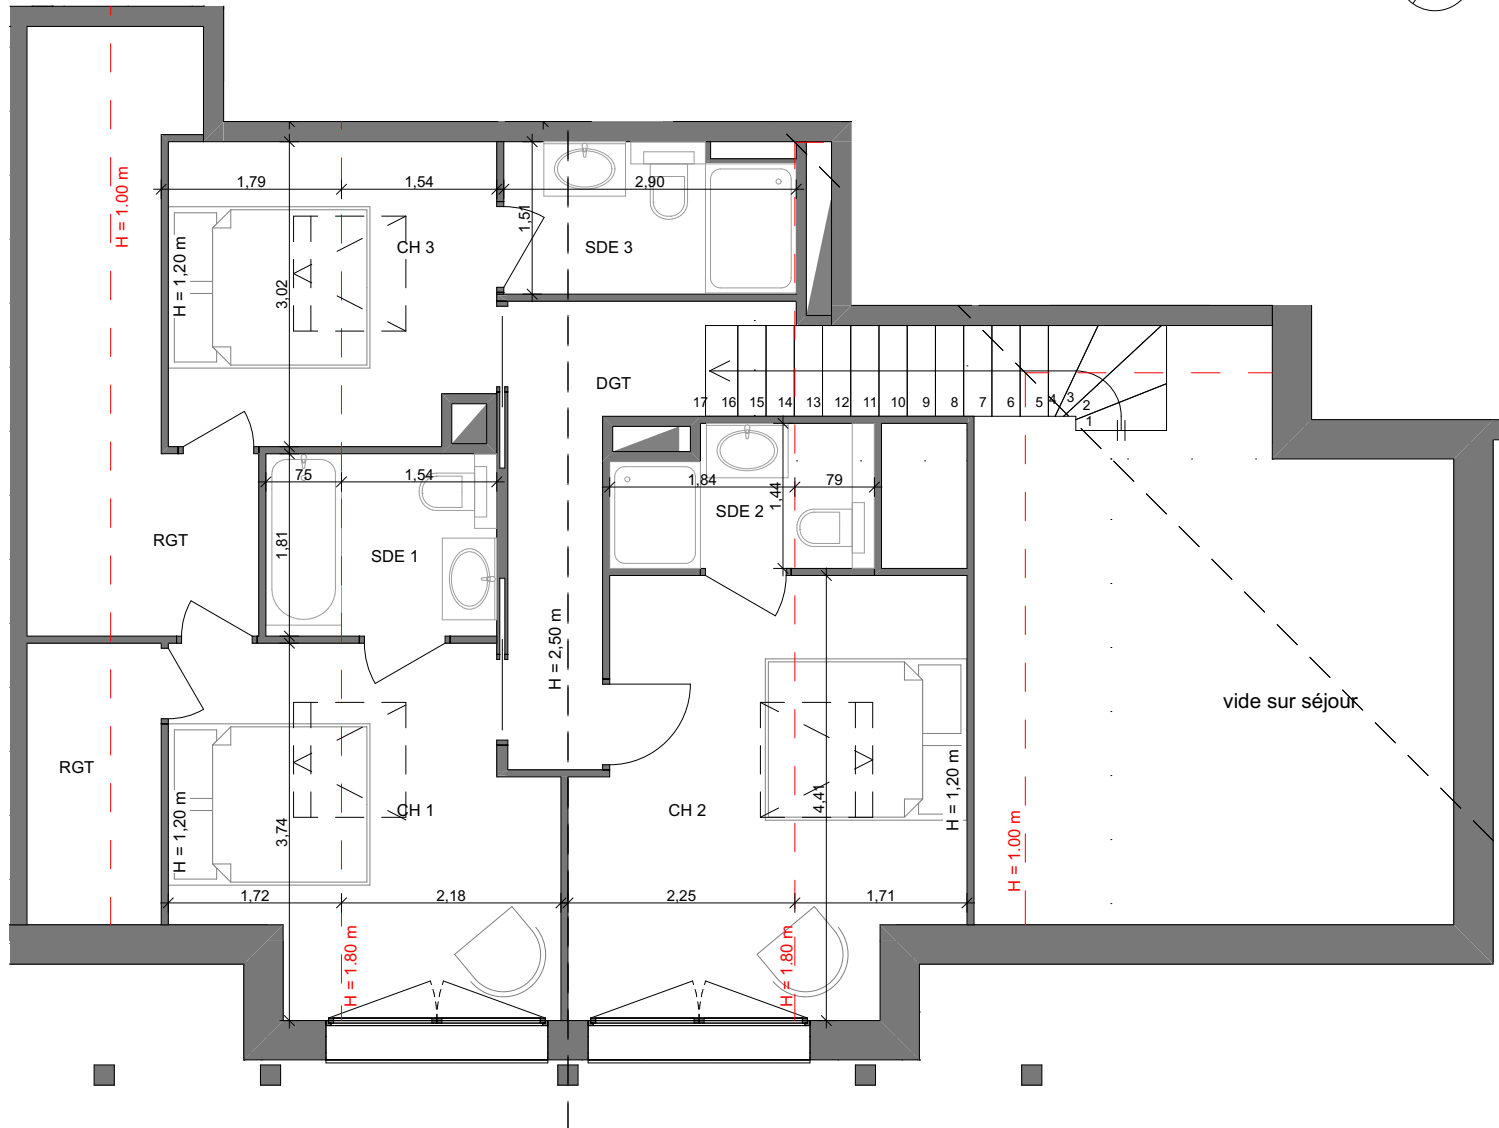 H = 1.00 m
1,79
1,54
2,90
1,51
CH 3
SDE 3
H = 1,20 m
3,02
DGT
17
16
15
14
13
12
11
10
9
8
7
6
5
4
3
2
1
75
1,54
1,84
79
1,44
SDE 2
RGT
1,81
SDE 1
H = 2,50 m
vide sur séjour
RGT
H = 1,20 m
3,74
CH 1
CH 2
4,41
H = 1,20 m
H = 1.00 m
1,72
2,18
2,25
1,71
H = 1.80 m
H = 1.80 m